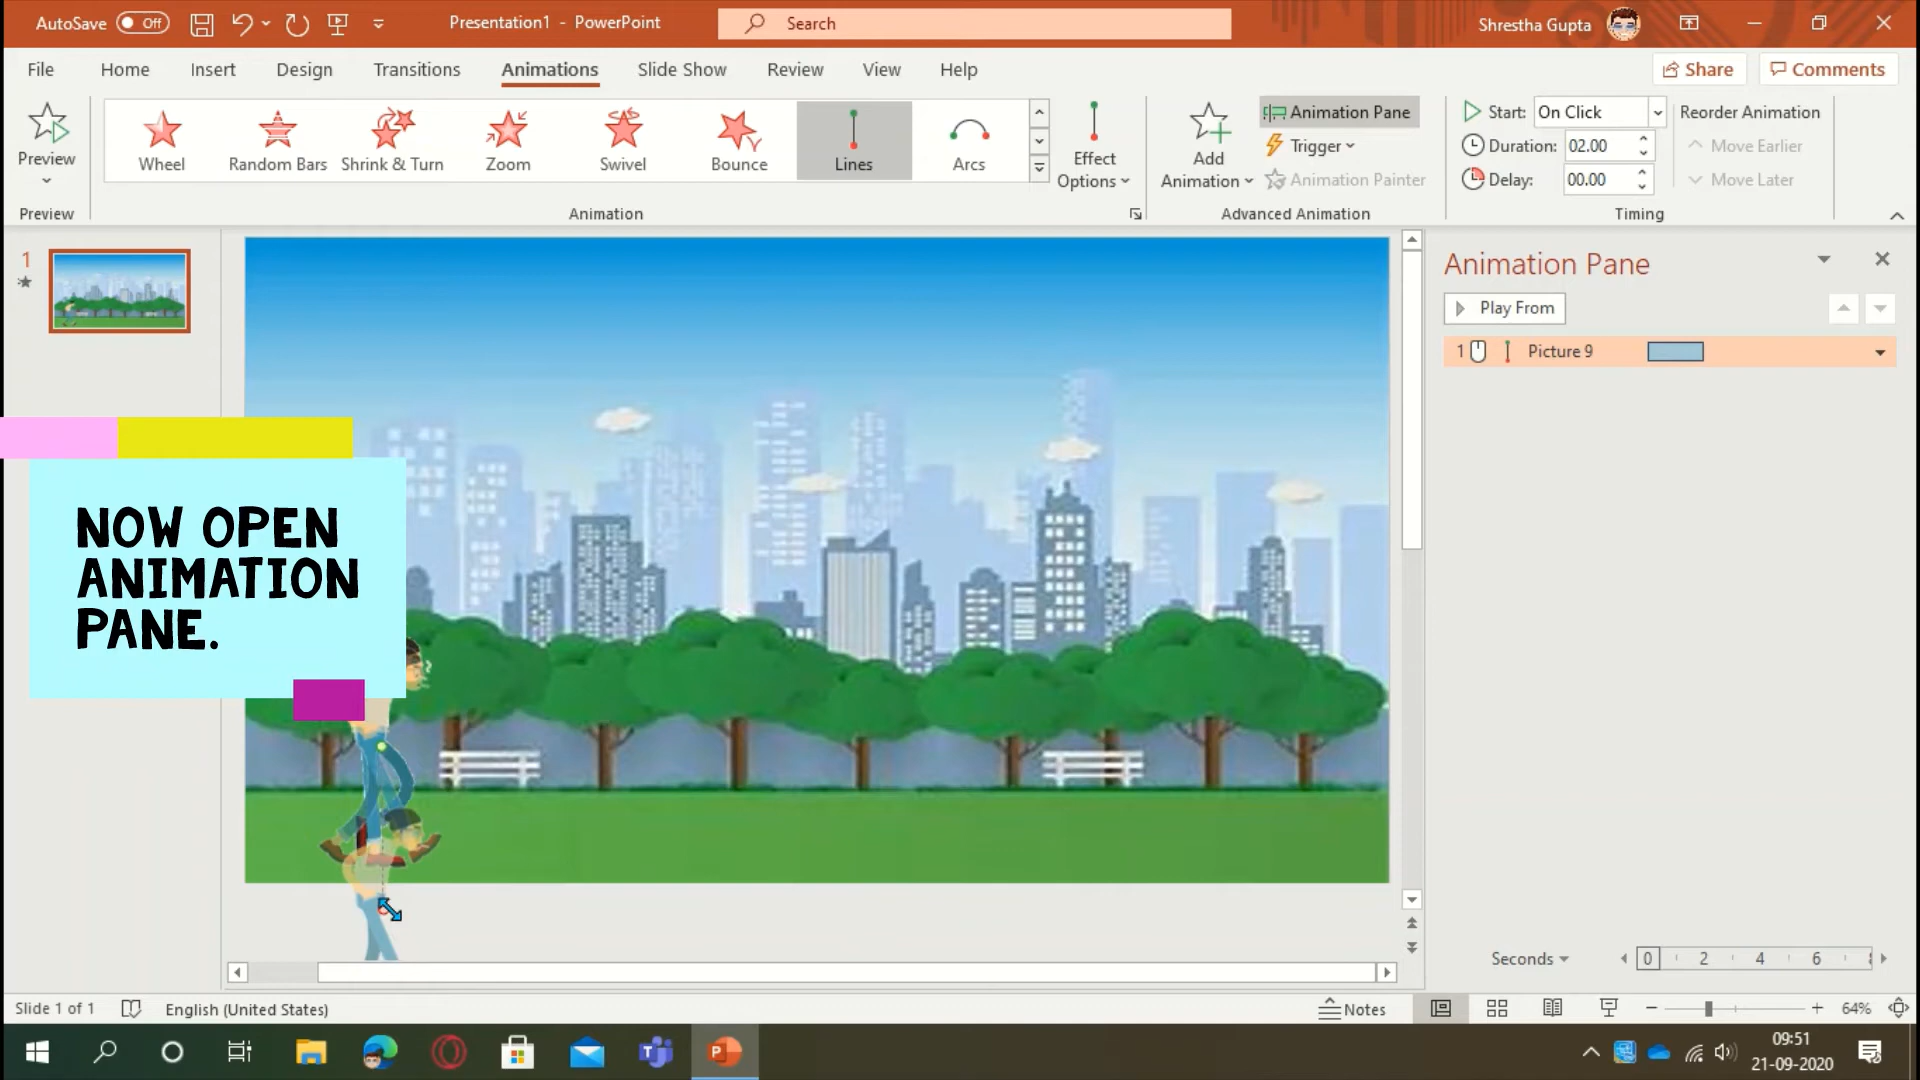 AutoSave Off
Presentation1 - PowerPoint
Search
Shrestha Gupta
File Home Insert Design Transitions Animations Slide Show Review View Help
Share Comments
Preview
Wheel Random Bars Shrink & Turn Zoom Swivel Bounce Lines Arcs
Effect
Options
Add
Animation
Animation Pane
Trigger
Animation Painter
Start: On Click
Duration: 02.00
Delay: 00.00
Reorder Animation
Move Earlier
Move Later
Preview
Animation
Advanced Animation
Timing
1
Animation Pane
Play From
1 Picture 9
NOW OPEN
ANIMATION
PANE.
Seconds 0 2 4 6
Slide 1 of 1 English (United States)
Notes
64%
09:51
21-09-2020